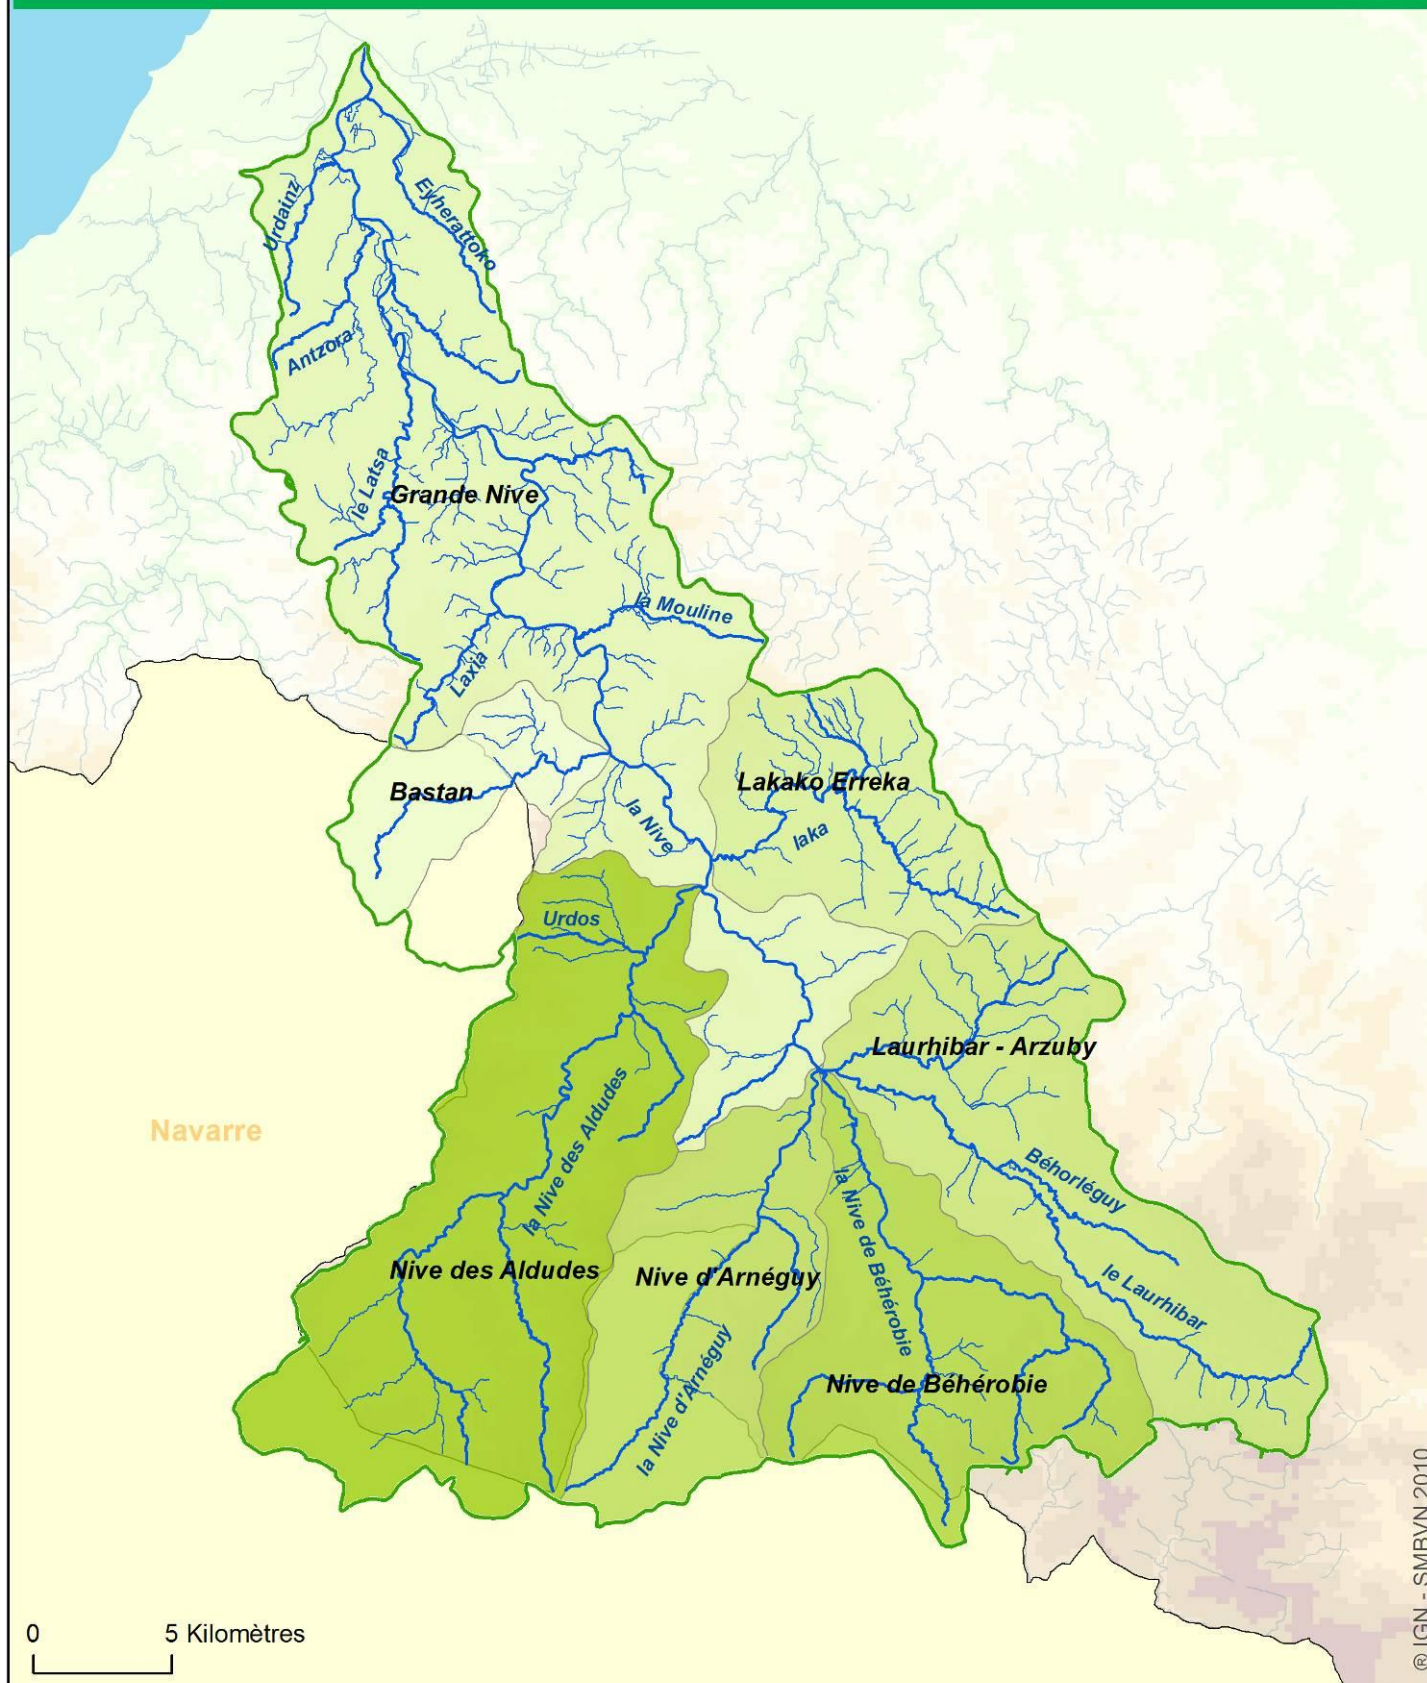 Urdainz
Eyherattoko
Antzora
le Latsa
Grande Nive
la Mouline
Laxia
Bastan
Lakako Erreka
la Nive
laka
Urdos
Laurhibar - Arzuby
la Nive des Aldudes
Navarre
Béhorléguy
la Nive de Béhérobie
Nive des Aldudes
Nive d'Arnéguy
le Laurhibar
la Nive d'Arnéguy
Nive de Béhérobie
0 5 Kilomètres
® IGN - SMBVN 2010